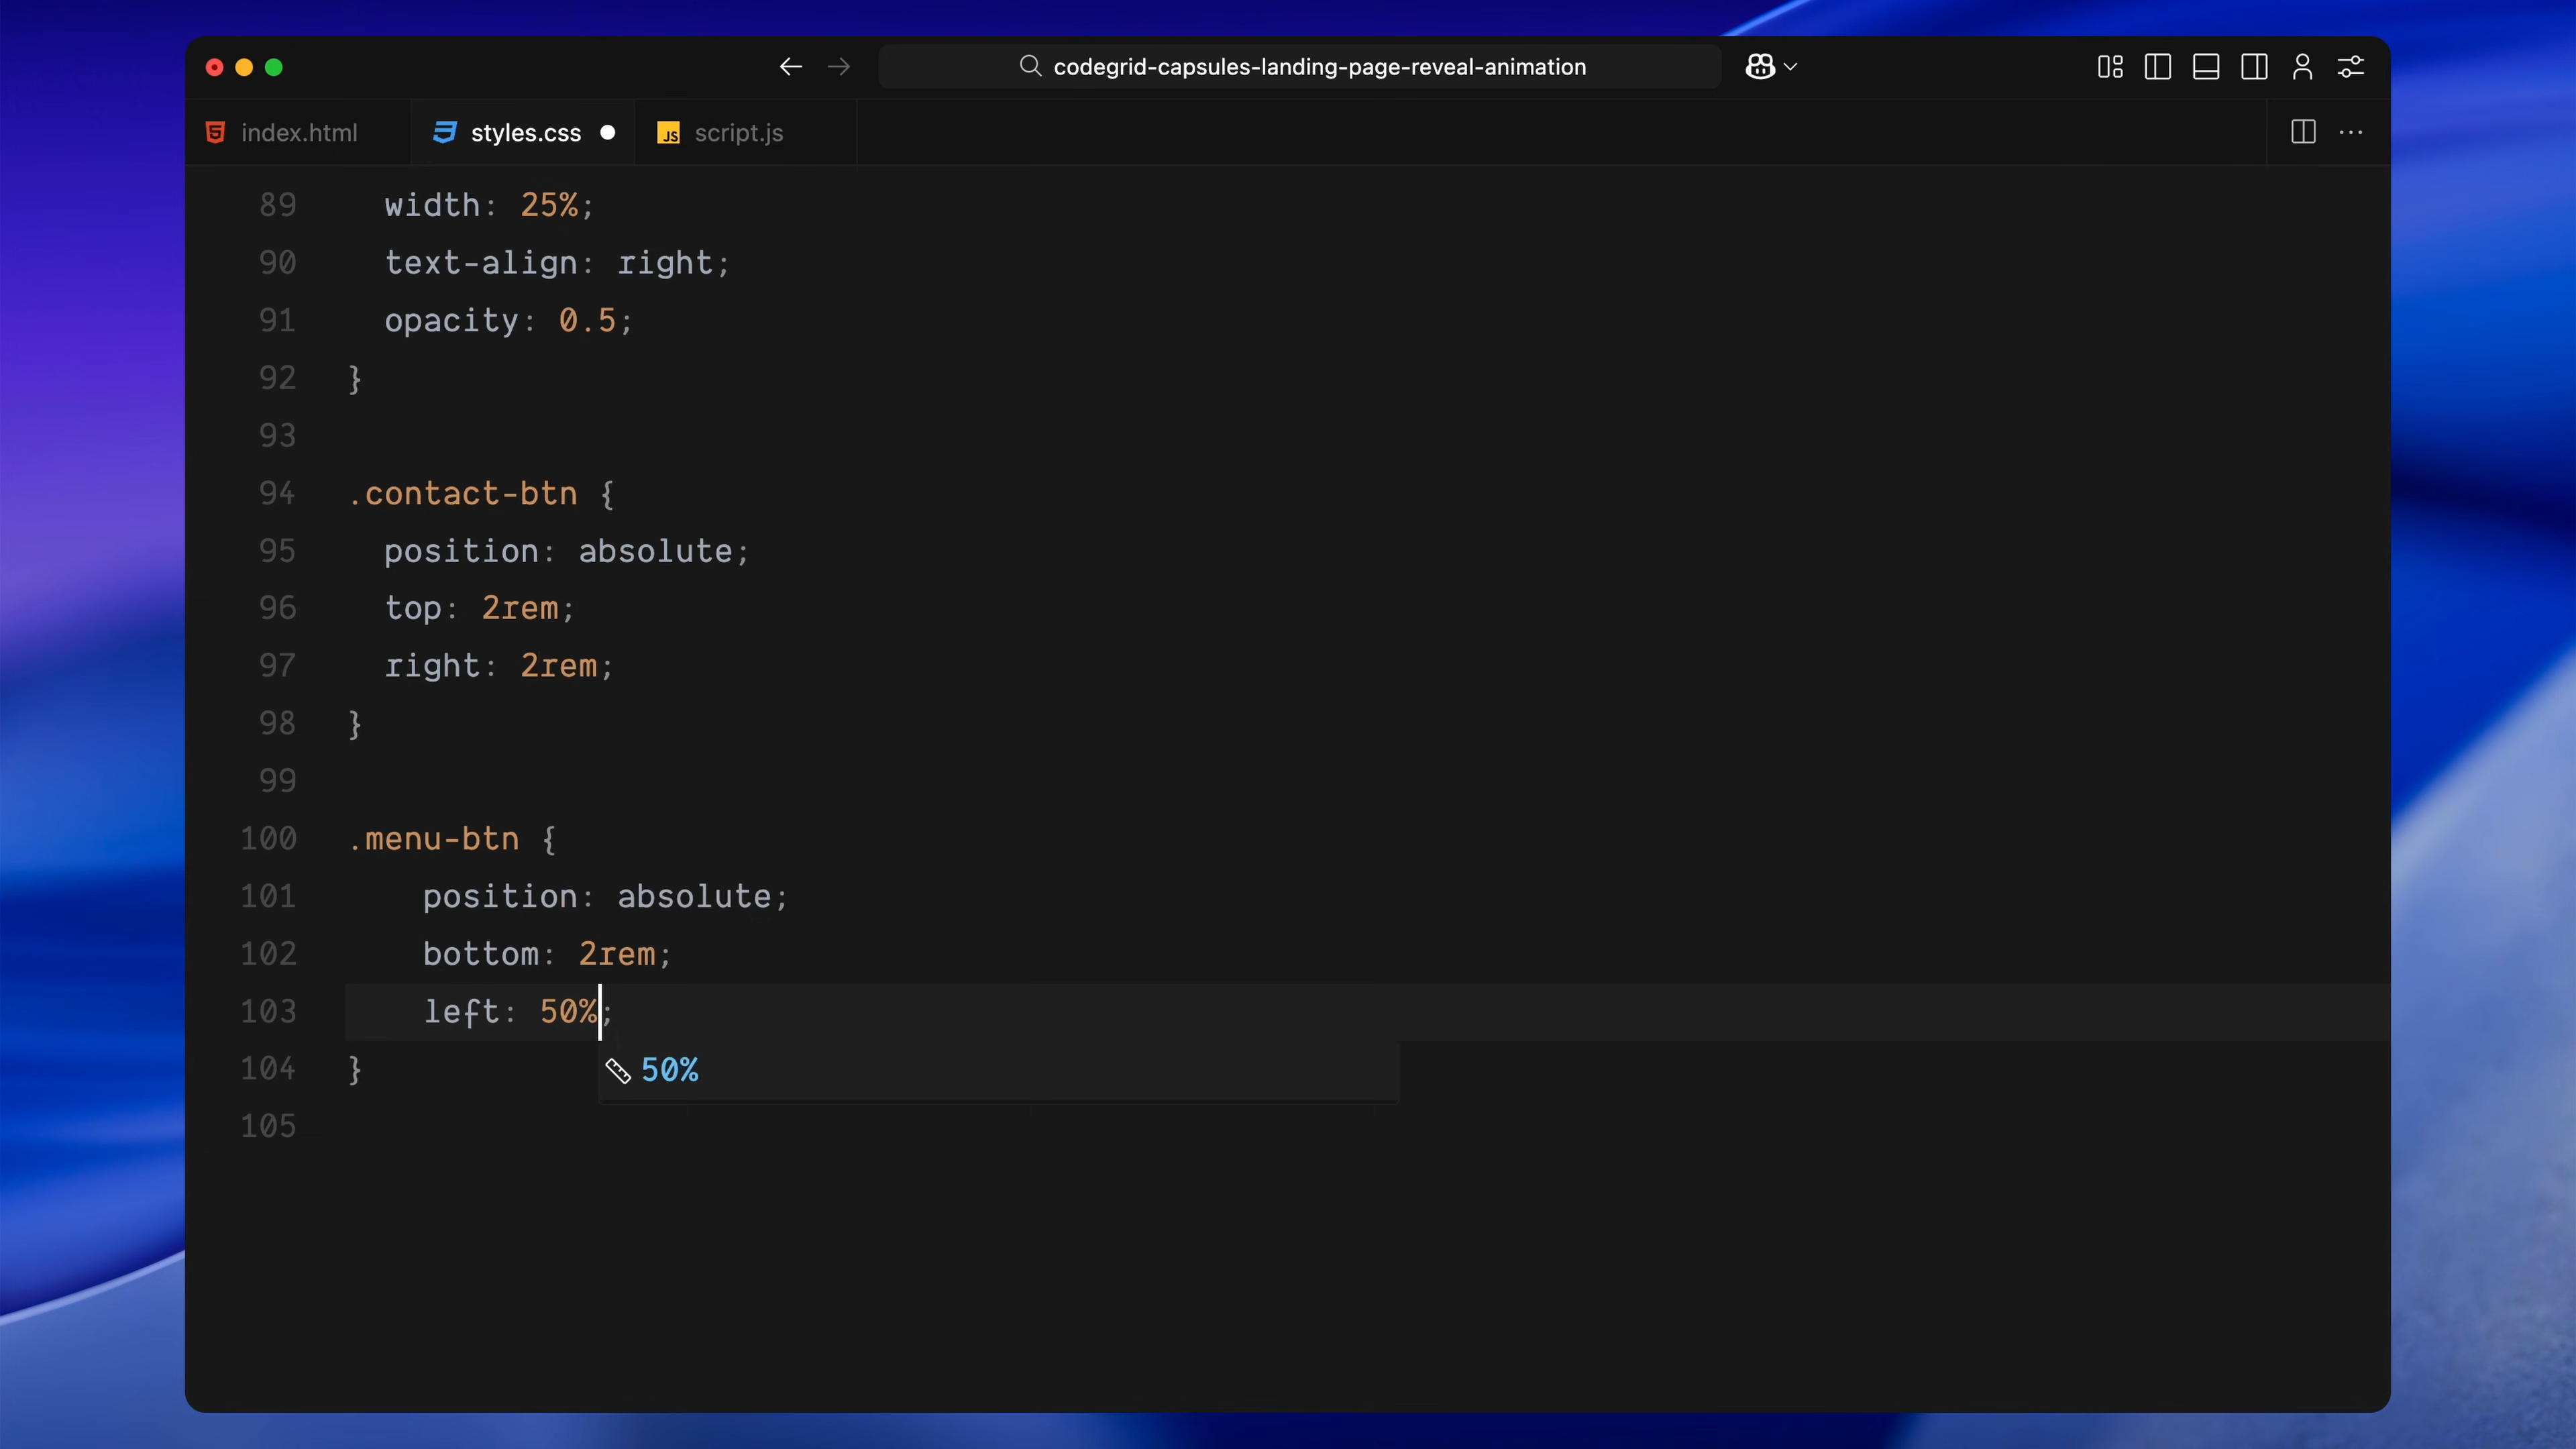 codegrid-capsules-landing-page-reveal-animation
index.html
styles.css
JS script.js
89 width: 25%;
90 text-align: right;
91 opacity: 0.5;
92 }
93
94 .contact-btn {
95 position: absolute;
96 top: 2rem;
97 right: 2rem;
98 }
99
100 .menu-btn {
101 position: absolute;
102 bottom: 2rem;
103 left: 50%;
104 }
50%
105